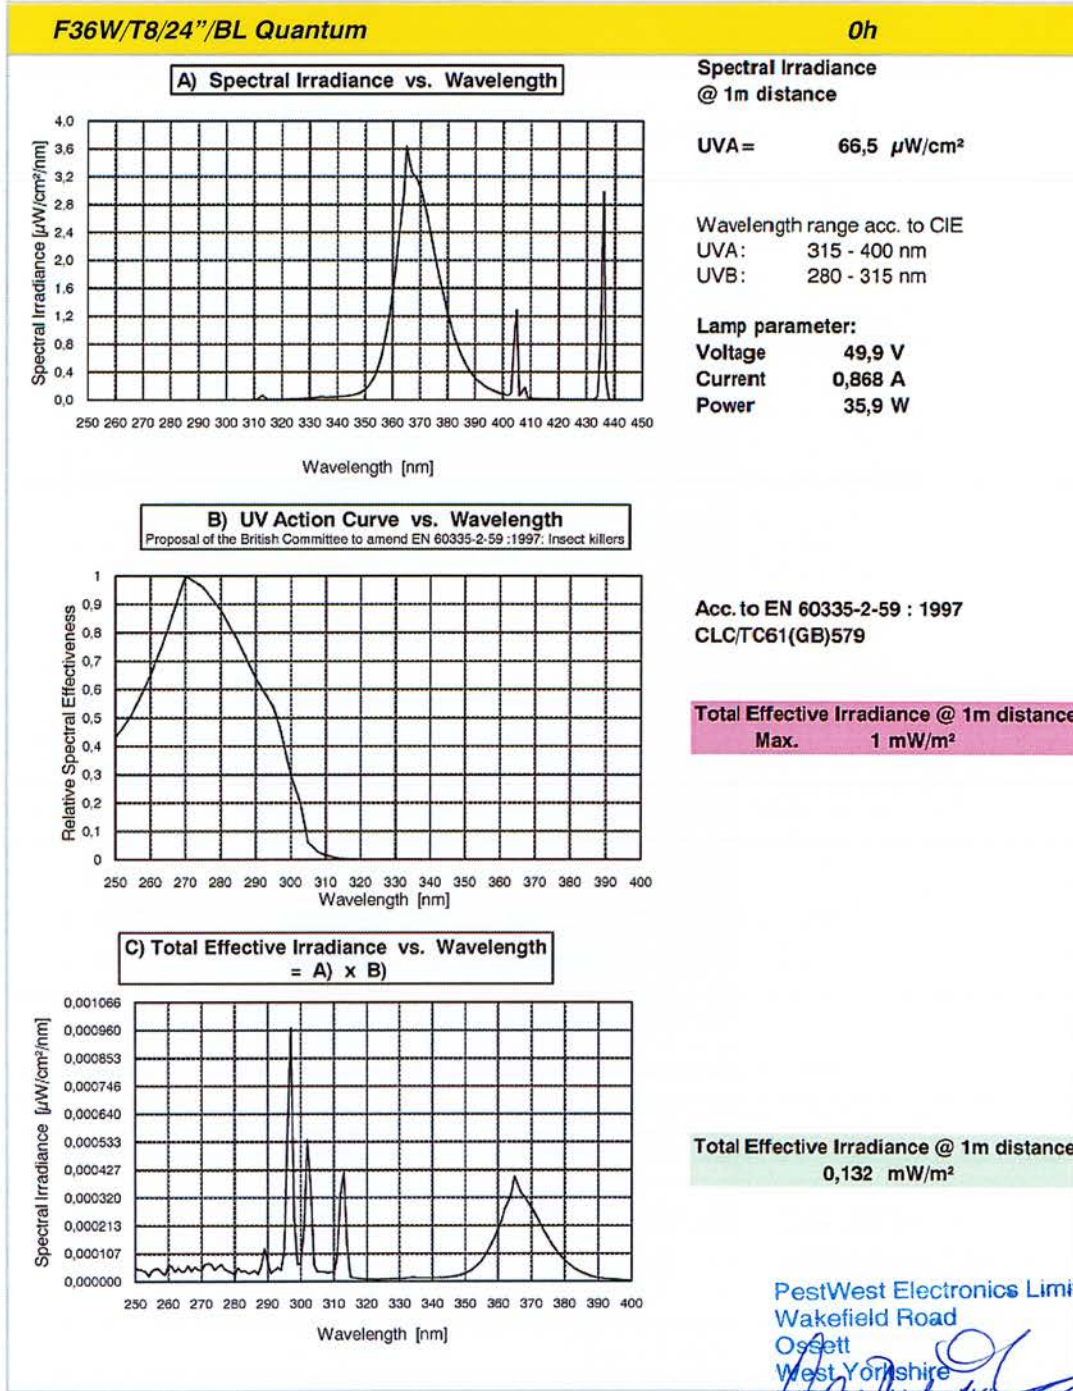 F36W/T8/24"/BL Quantum 0h
A) Spectral Irradiance vs. Wavelength
Spectral Irradiance
@ 1m distance
UVA= 66,5 µW/cm²
Wavelength range acc. to CIE
UVA: 315 - 400 nm
UVB: 280 - 315 nm
Lamp parameter:
Voltage 49,9 V
Current 0,868 A
Power 35,9 W
Spectral Irradiance [µW/cm²/nm]
4,0
3,6
3,2
2,8
2,4
2,0
1,6
1,2
0,8
0,4
0,0
250 260 270 280 290 300 310 320 330 340 350 360 370 380 390 400 410 420 430 440 450
Wavelength [nm]
B) UV Action Curve vs. Wavelength
Proposal of the British Committee to amend EN 60335-2-59 :1997: Insect killers
Relative Spectral Effectiveness
1
0,9
0,8
0,7
0,6
0,5
0,4
0,3
0,2
0,1
0
250 260 270 280 290 300 310 320 330 340 350 360 370 380 390 400
Wavelength [nm]
Acc. to EN 60335-2-59 : 1997
CLC/TC61(GB)579
Total Effective Irradiance @ 1m distance
Max. 1 mW/m²
C) Total Effective Irradiance vs. Wavelength
= A) x B)
Spectral Irradiance [µW/cm²/nm]
0,001066
0,000960
0,000853
0,000746
0,000640
0,000533
0,000427
0,000320
0,000213
0,000107
0,000000
250 260 270 280 290 300 310 320 330 340 350 360 370 380 390 400
Wavelength [nm]
Total Effective Irradiance @ 1m distance
0,132 mW/m²
PestWest Electronics Limi
Wakefield Road
Ossett
West Yorkshire